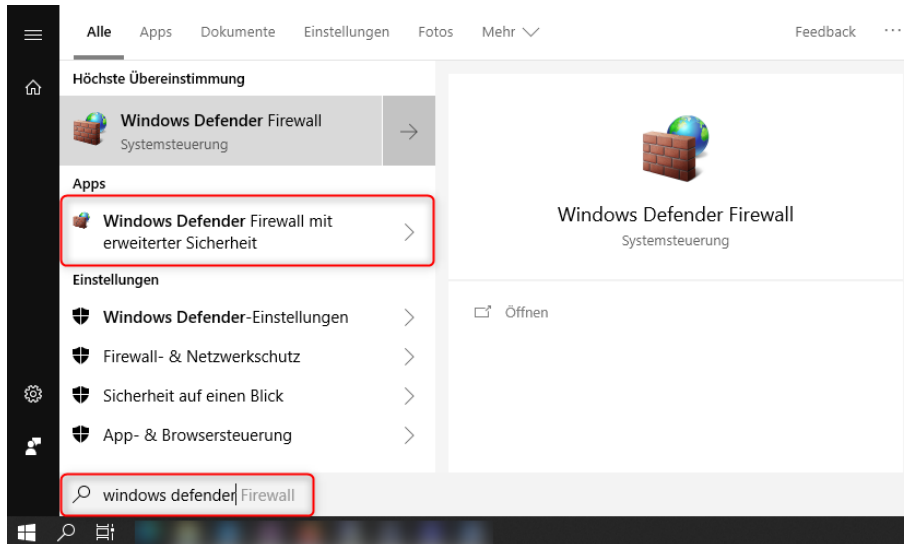 Alle Apps Dokumente Einstellungen Fotos Mehr Feedback ...
Höchste Übereinstimmung
Windows Defender Firewall
Systemsteuerung
Apps
Windows Defender Firewall mit
erweiterter Sicherheit
Einstellungen
Windows Defender-Einstellungen
Firewall- & Netzwerkschutz
Sicherheit auf einen Blick
App- & Browsersteuerung
windows defender Firewall
Windows Defender Firewall
Systemsteuerung
Öffnen